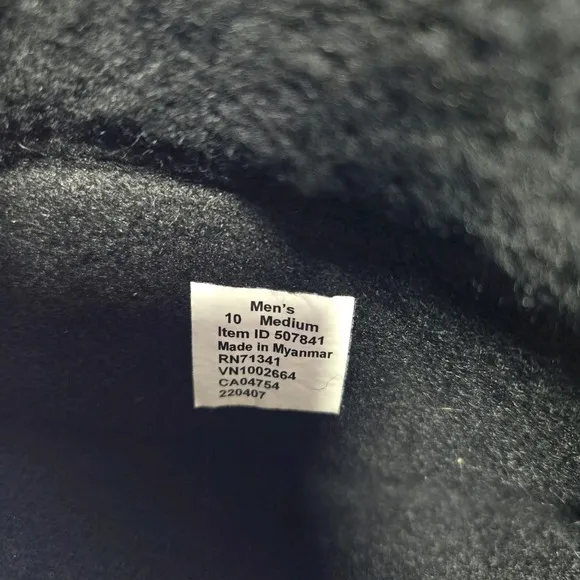 Men's
10 Medium
Item ID 507841
Made in Myanmar
RN71341
VN1002664
CA04754
220407